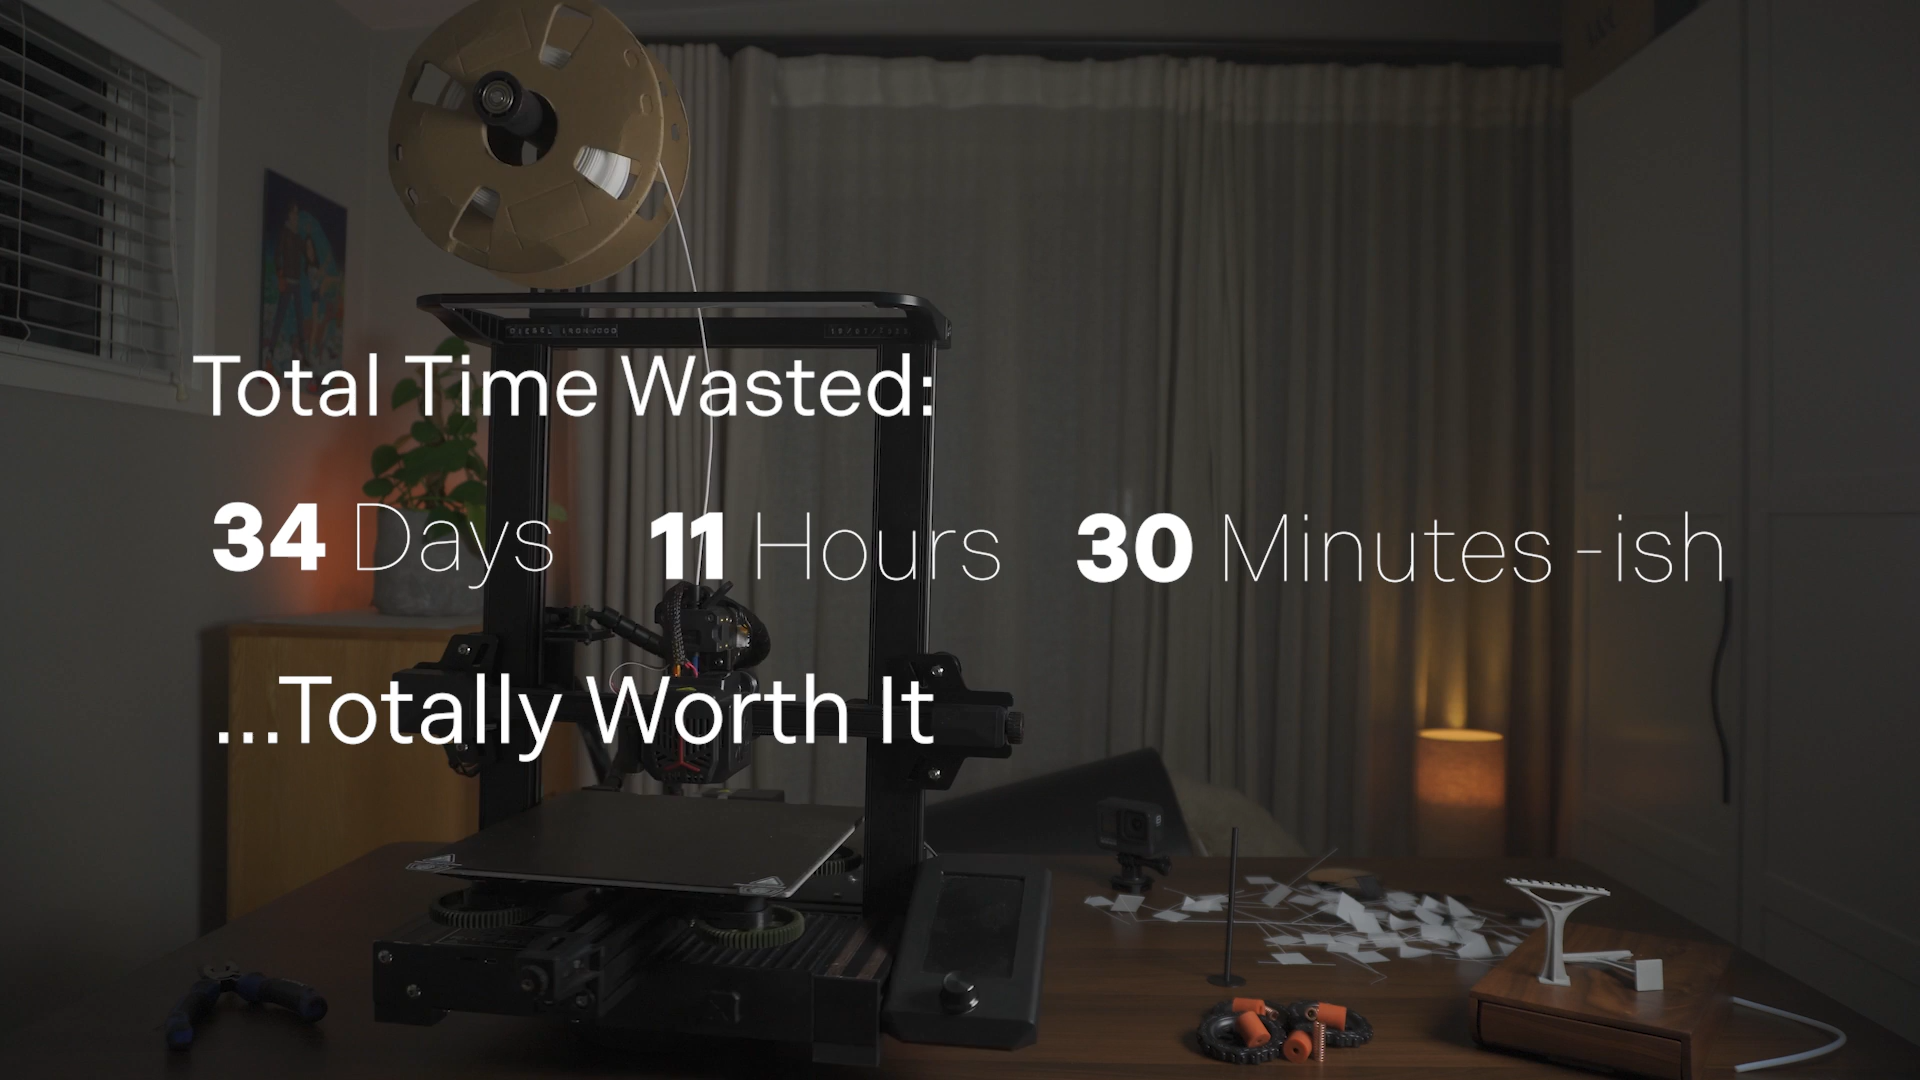 Total Time Wasted:
34 Days 11 Hours 30 Minutes -ish
...Totally Worth It